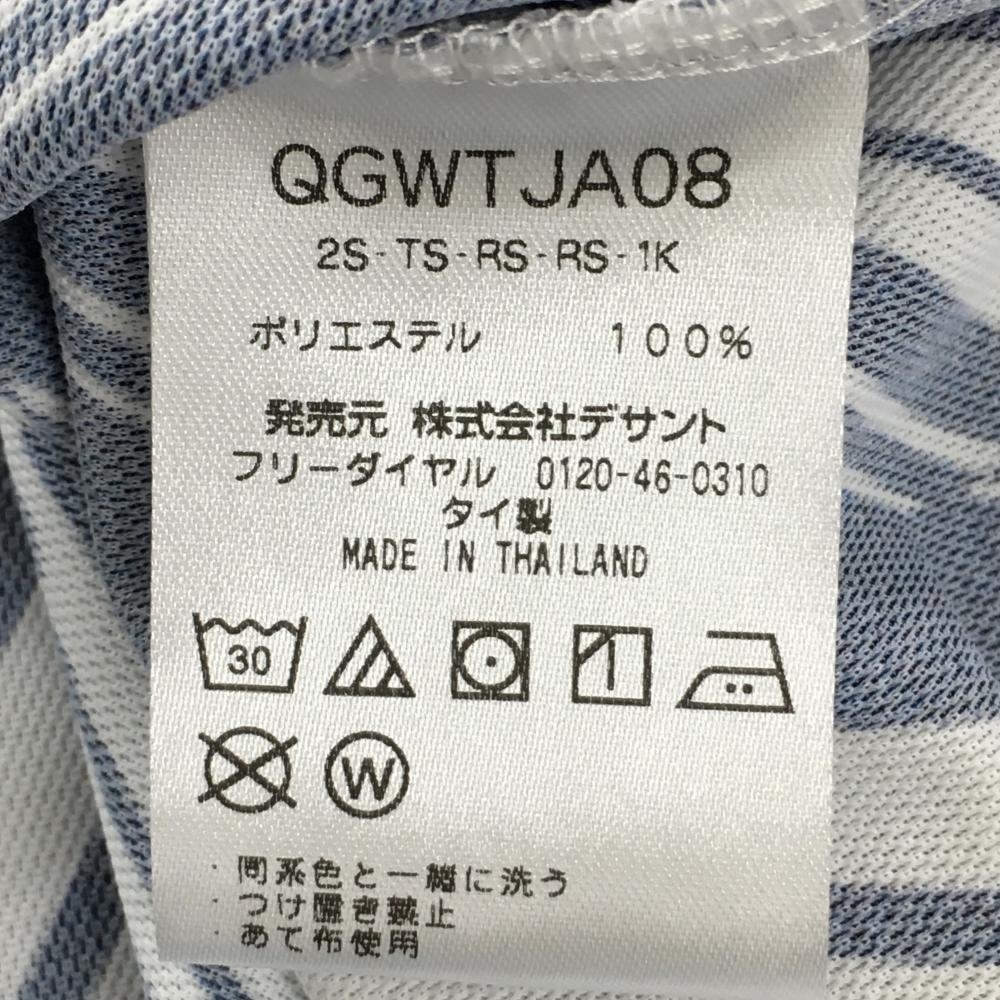 QGWTJA08
2S-TS-RS-RS-1K
ポリエステル 100%
発売元 株式会社デサント
フリーダイヤル 0120-46-0310
タイ製
MADE IN THAILAND
30
W
・同系色と一緒に洗う
・つけ置き禁止
・あて布使用